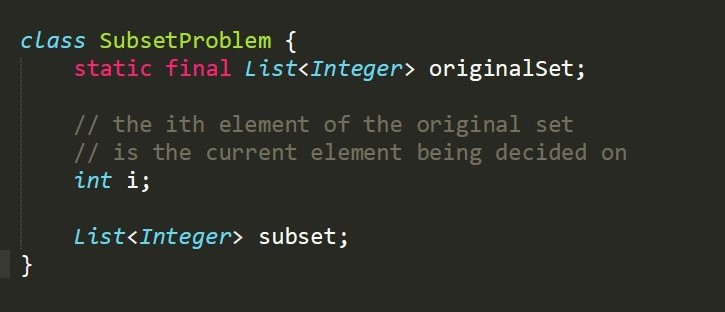 class SubsetProblem {
static final List<Integer> originalSet;
// the ith element of the original set
// is the current element being decided on
int i;
List<Integer> subset;
}